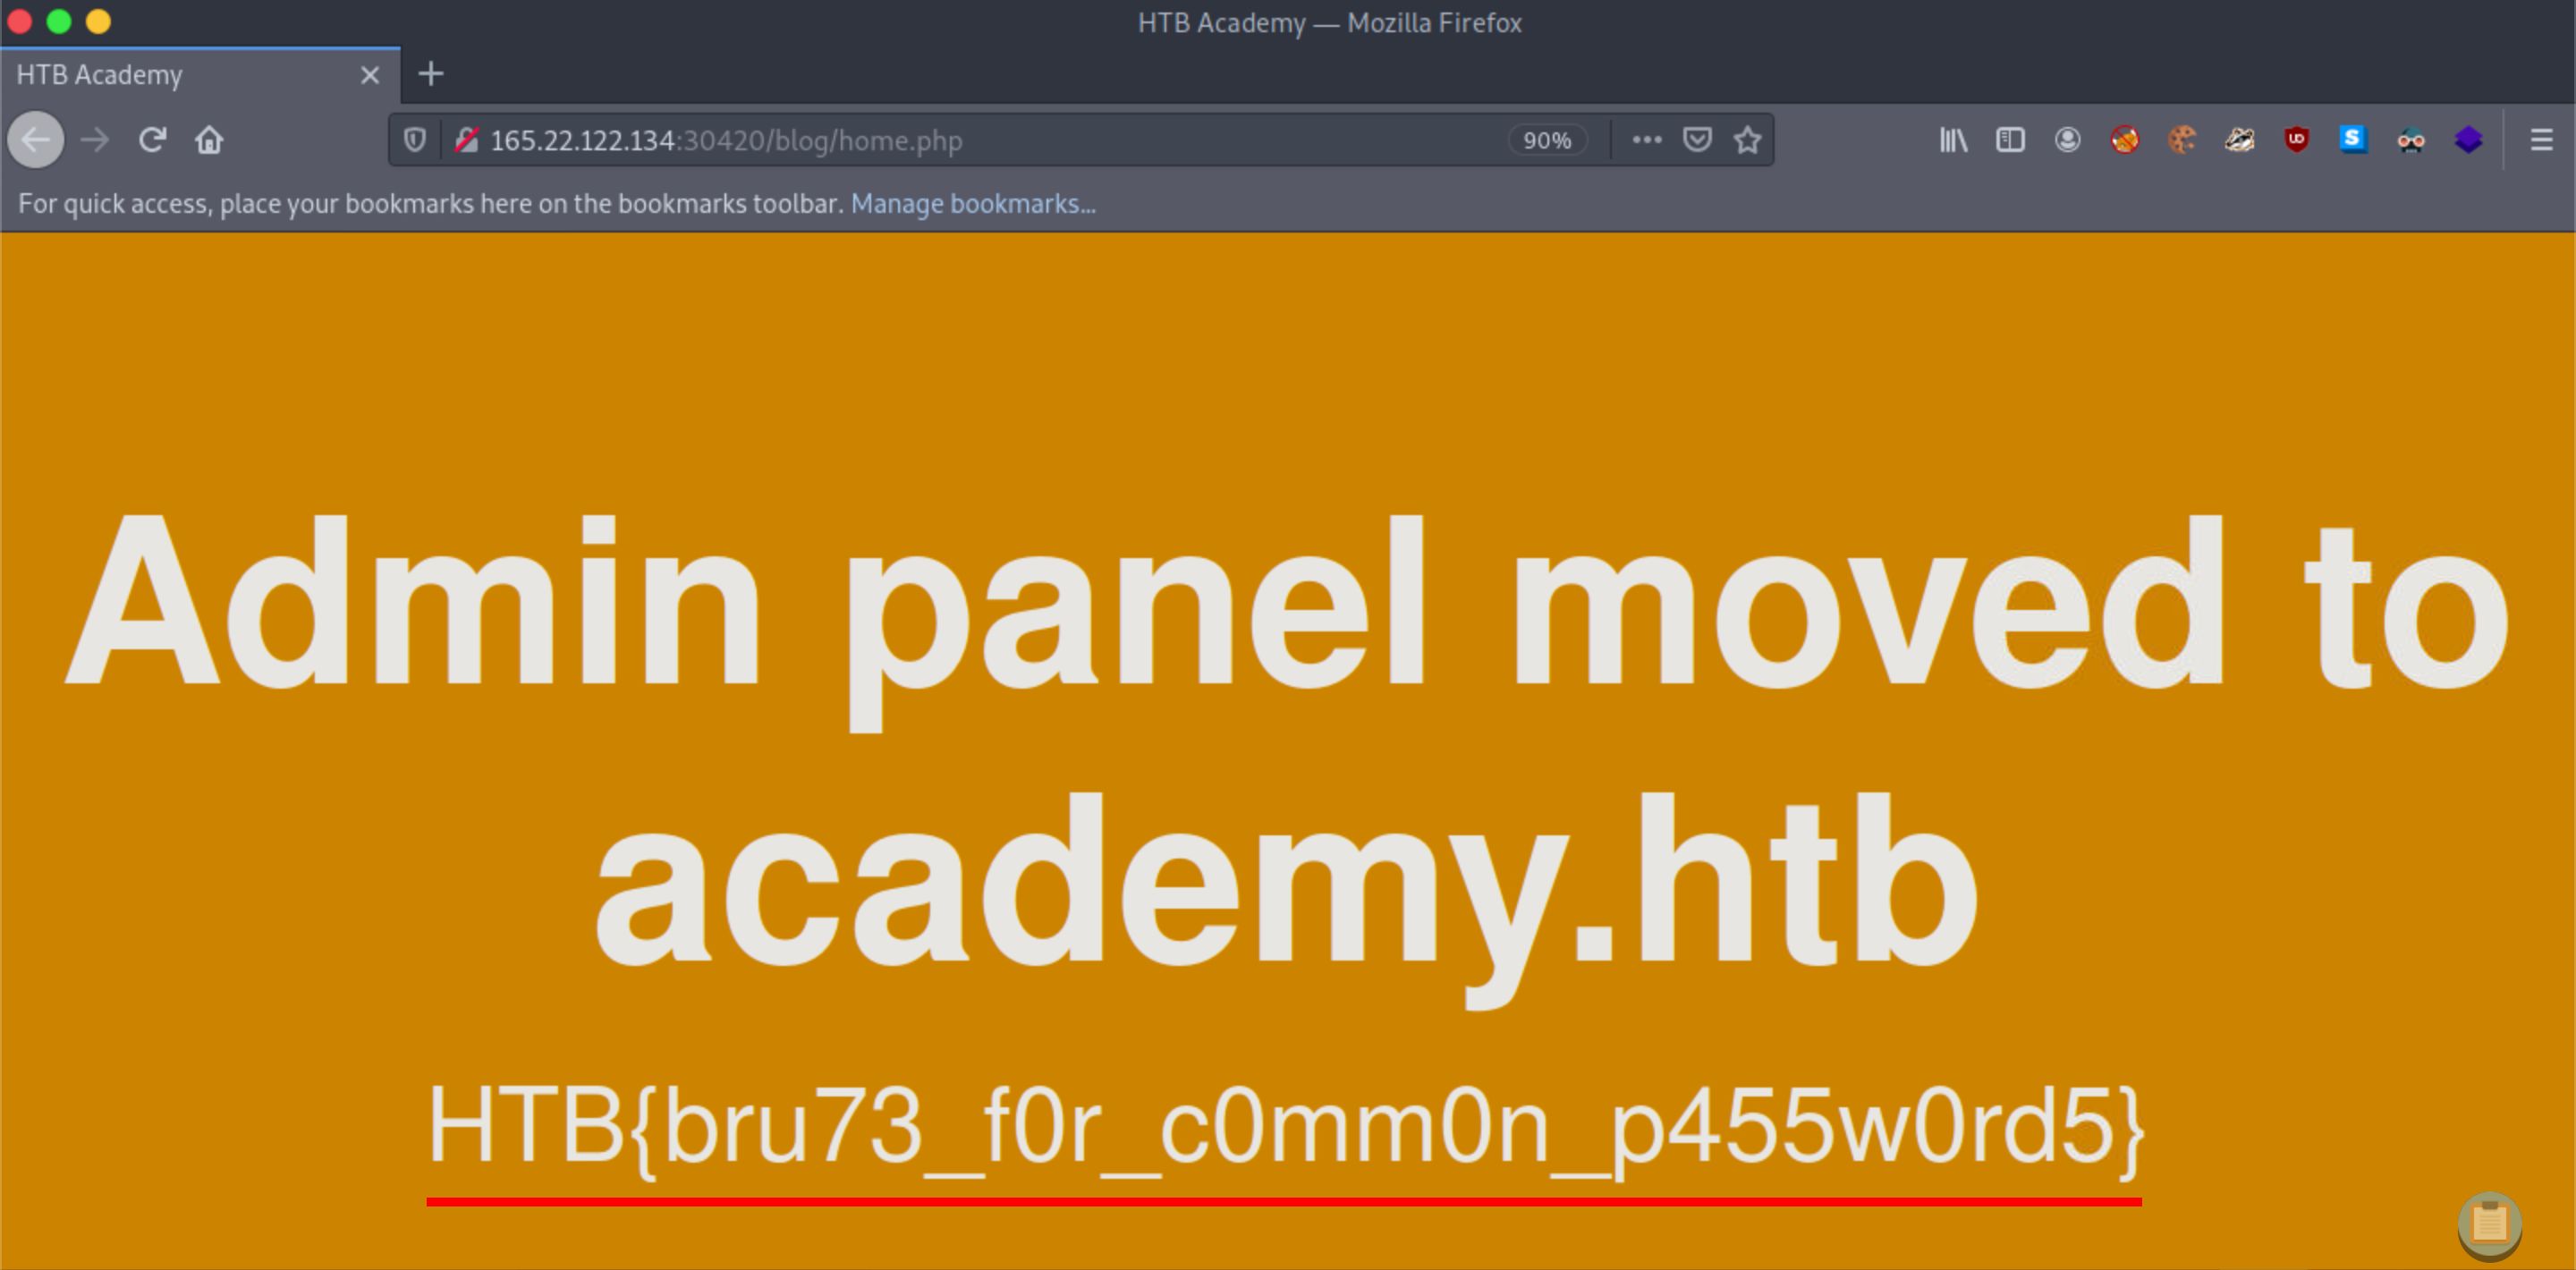 HTB Academy — Mozilla Firefox
HTB Academy
165.22.122.134:30420/blog/home.php
90%
For quick access, place your bookmarks here on the bookmarks toolbar. Manage bookmarks...
Admin panel moved to
academy.htb
HTB{bru73_f0r_c0mm0n_p455w0rd5}